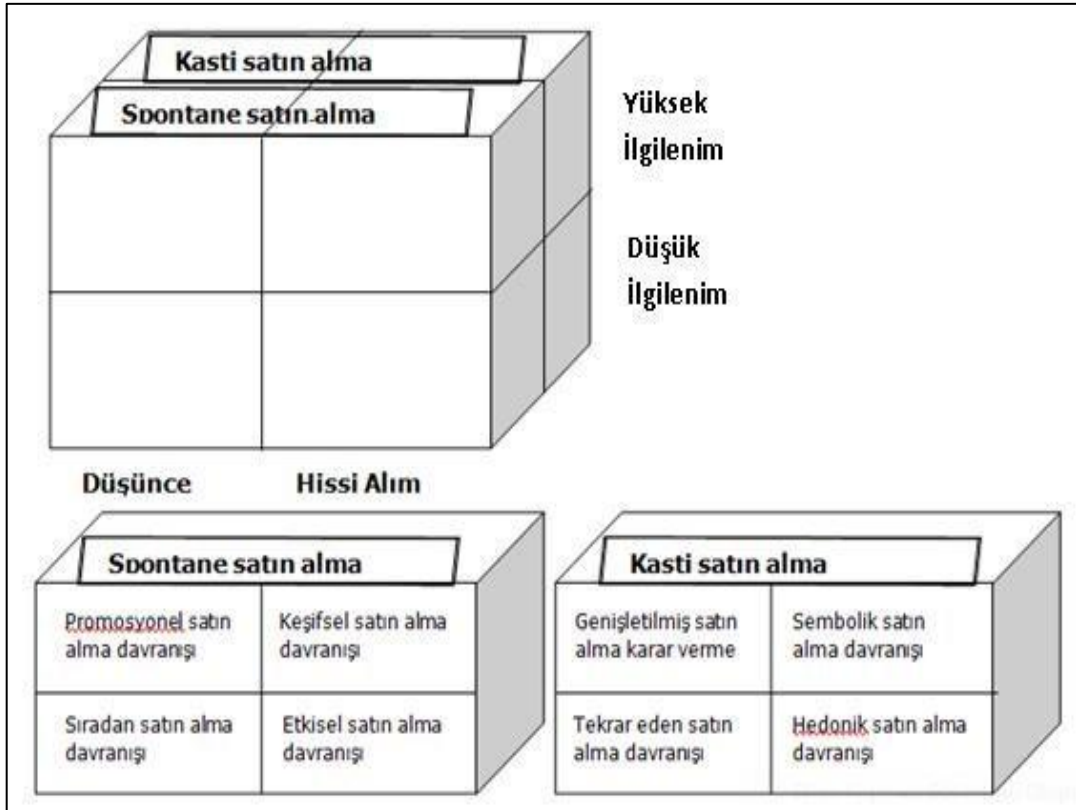 Kasti satın alma
Spontane satın alma
Yüksek
İlgilenim
Düşük
İlgilenim
Düşünce
Hissi Alım
Spontane satın alma
Promosyonel satın
alma davranışı
Keşifsel satın alma
davranışı
Sıradan satın alma
davranışı
Etkisel satın alma
davranışı
Kasti satın alma
Genişletilmiş satın
alma karar verme
Sembolik satın
alma davranışı
Tekrar eden satın
alma davranışı
Hedonik satın alma
davranışı